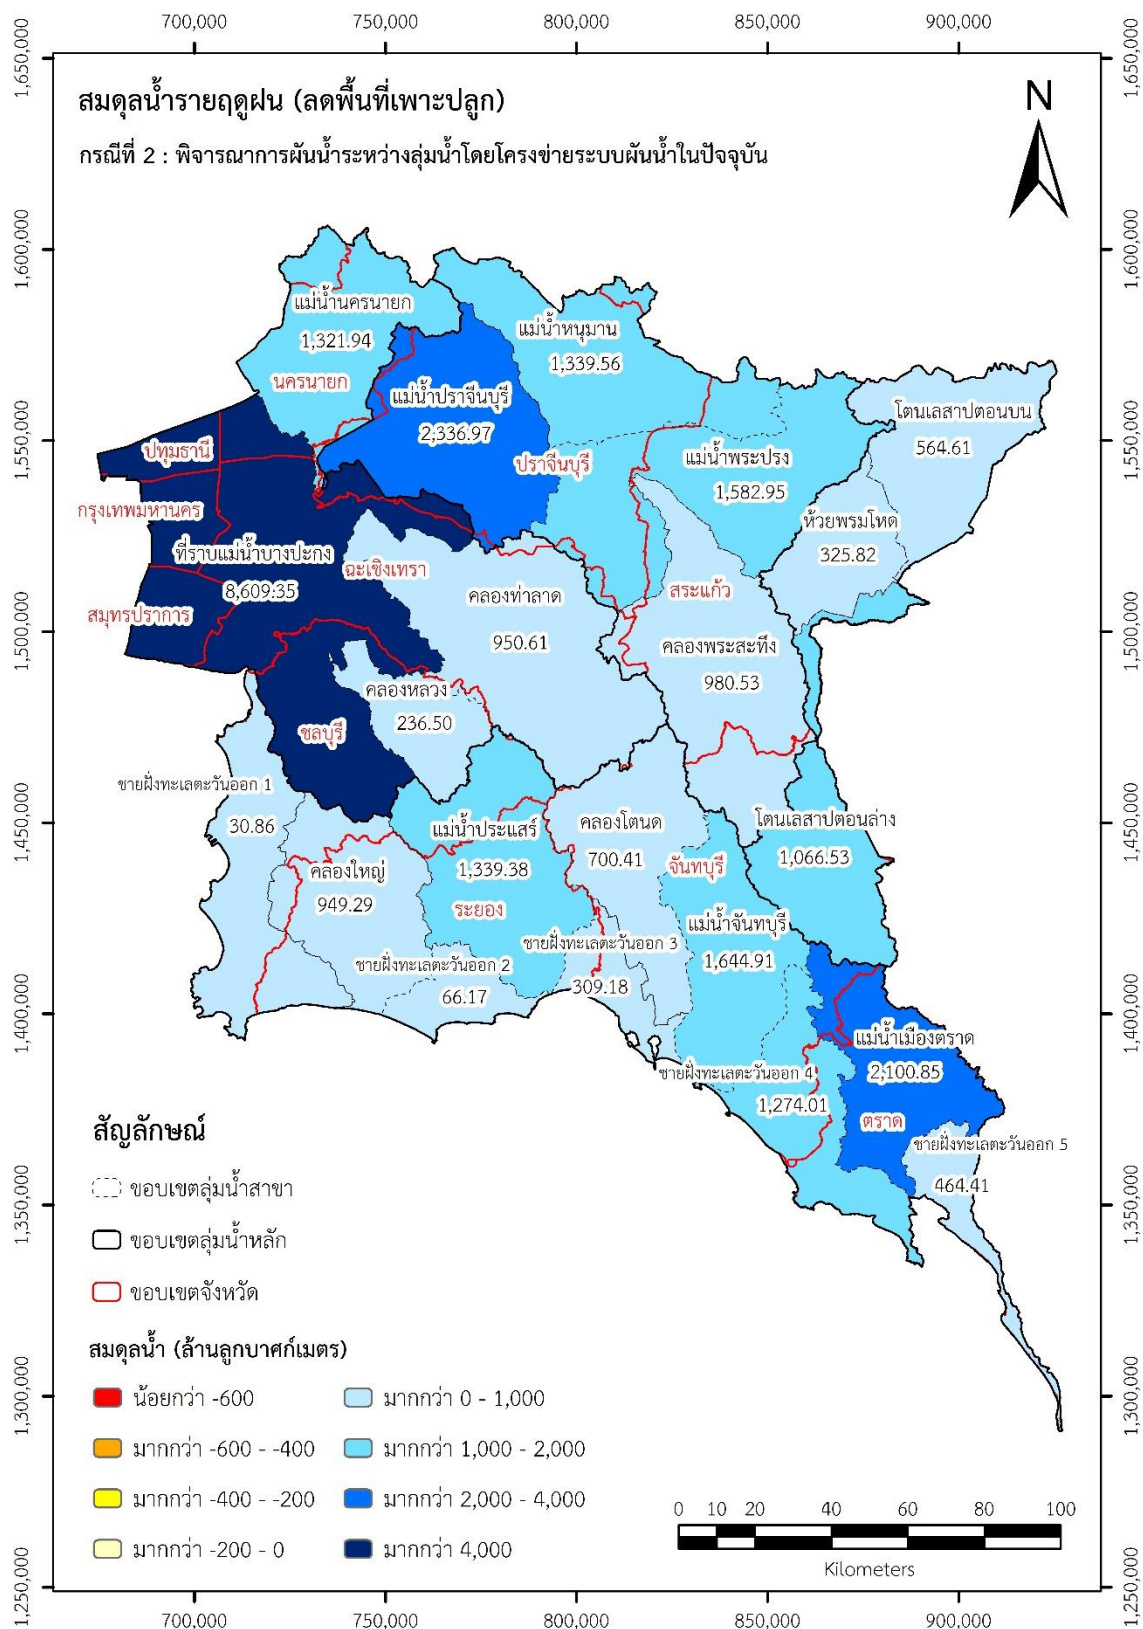 700,000 750,000 800,000 850,000 900,000
1,650,000 1,650,000
สมดุลน้ำรายฤดูฝน (ลดพื้นที่เพาะปลูก)
N
กรณีที่ 2 : พิจารณาการผันน้ำระหว่างลุ่มน้ำโดยโครงข่ายระบบผันน้ำในปัจจุบัน
1,600,000 1,600,000
แม่น้ำนครนายก
1,321.94
นครนายก
แม่น้ำหนุมาน
1,339.56
แม่น้ำปราจีนบุรี
2,336.97
โตนเลสาปตอนบน
564.61
1,550,000 1,550,000
ปทุมธานี
ปราจีนบุรี
แม่น้ำพระปรง
1,582.95
กรุงเทพมหานคร
ห้วยพรมโหด
325.82
ที่ราบแม่น้ำบางปะกง
8,609.35
ฉะเชิงเทรา
คลองท่าลาด
950.61
สระแก้ว
สมุทรปราการ
1,500,000 1,500,000
คลองพระสะทึง
980.53
คลองหลวง
236.50
ชลบุรี
ชายฝั่งทะเลตะวันออก 1
30.86
1,450,000 1,450,000
แม่น้ำประแสร์
1,339.38
คลองโตนด
700.41
โตนเลสาปตอนล่าง
1,066.53
คลองใหญ่
949.29
จันทบุรี
ระยอง
แม่น้ำจันทบุรี
1,644.91
ชายฝั่งทะเลตะวันออก 3
309.18
ชายฝั่งทะเลตะวันออก 2
66.17
1,400,000 1,400,000
แม่น้ำเมืองตราด
2,100.85
ชายฝั่งทะเลตะวันออก 4
1,274.01
ตราด
ชายฝั่งทะเลตะวันออก 5
464.41
สัญลักษณ์
ขอบเขตลุ่มน้ำสาขา
1,350,000 1,350,000
ขอบเขตลุ่มน้ำหลัก
ขอบเขตจังหวัด
สมดุลน้ำ (ล้านลูกบาศก์เมตร)
น้อยกว่า -600 มากกว่า 0 - 1,000
1,300,000 1,300,000
มากกว่า -600 - -400 มากกว่า 1,000 - 2,000
มากกว่า -400 - -200 มากกว่า 2,000 - 4,000
มากกว่า -200 - 0 มากกว่า 4,000
0 10 20 40 60 80 100
Kilometers
1,250,000 1,250,000
700,000 750,000 800,000 850,000 900,000